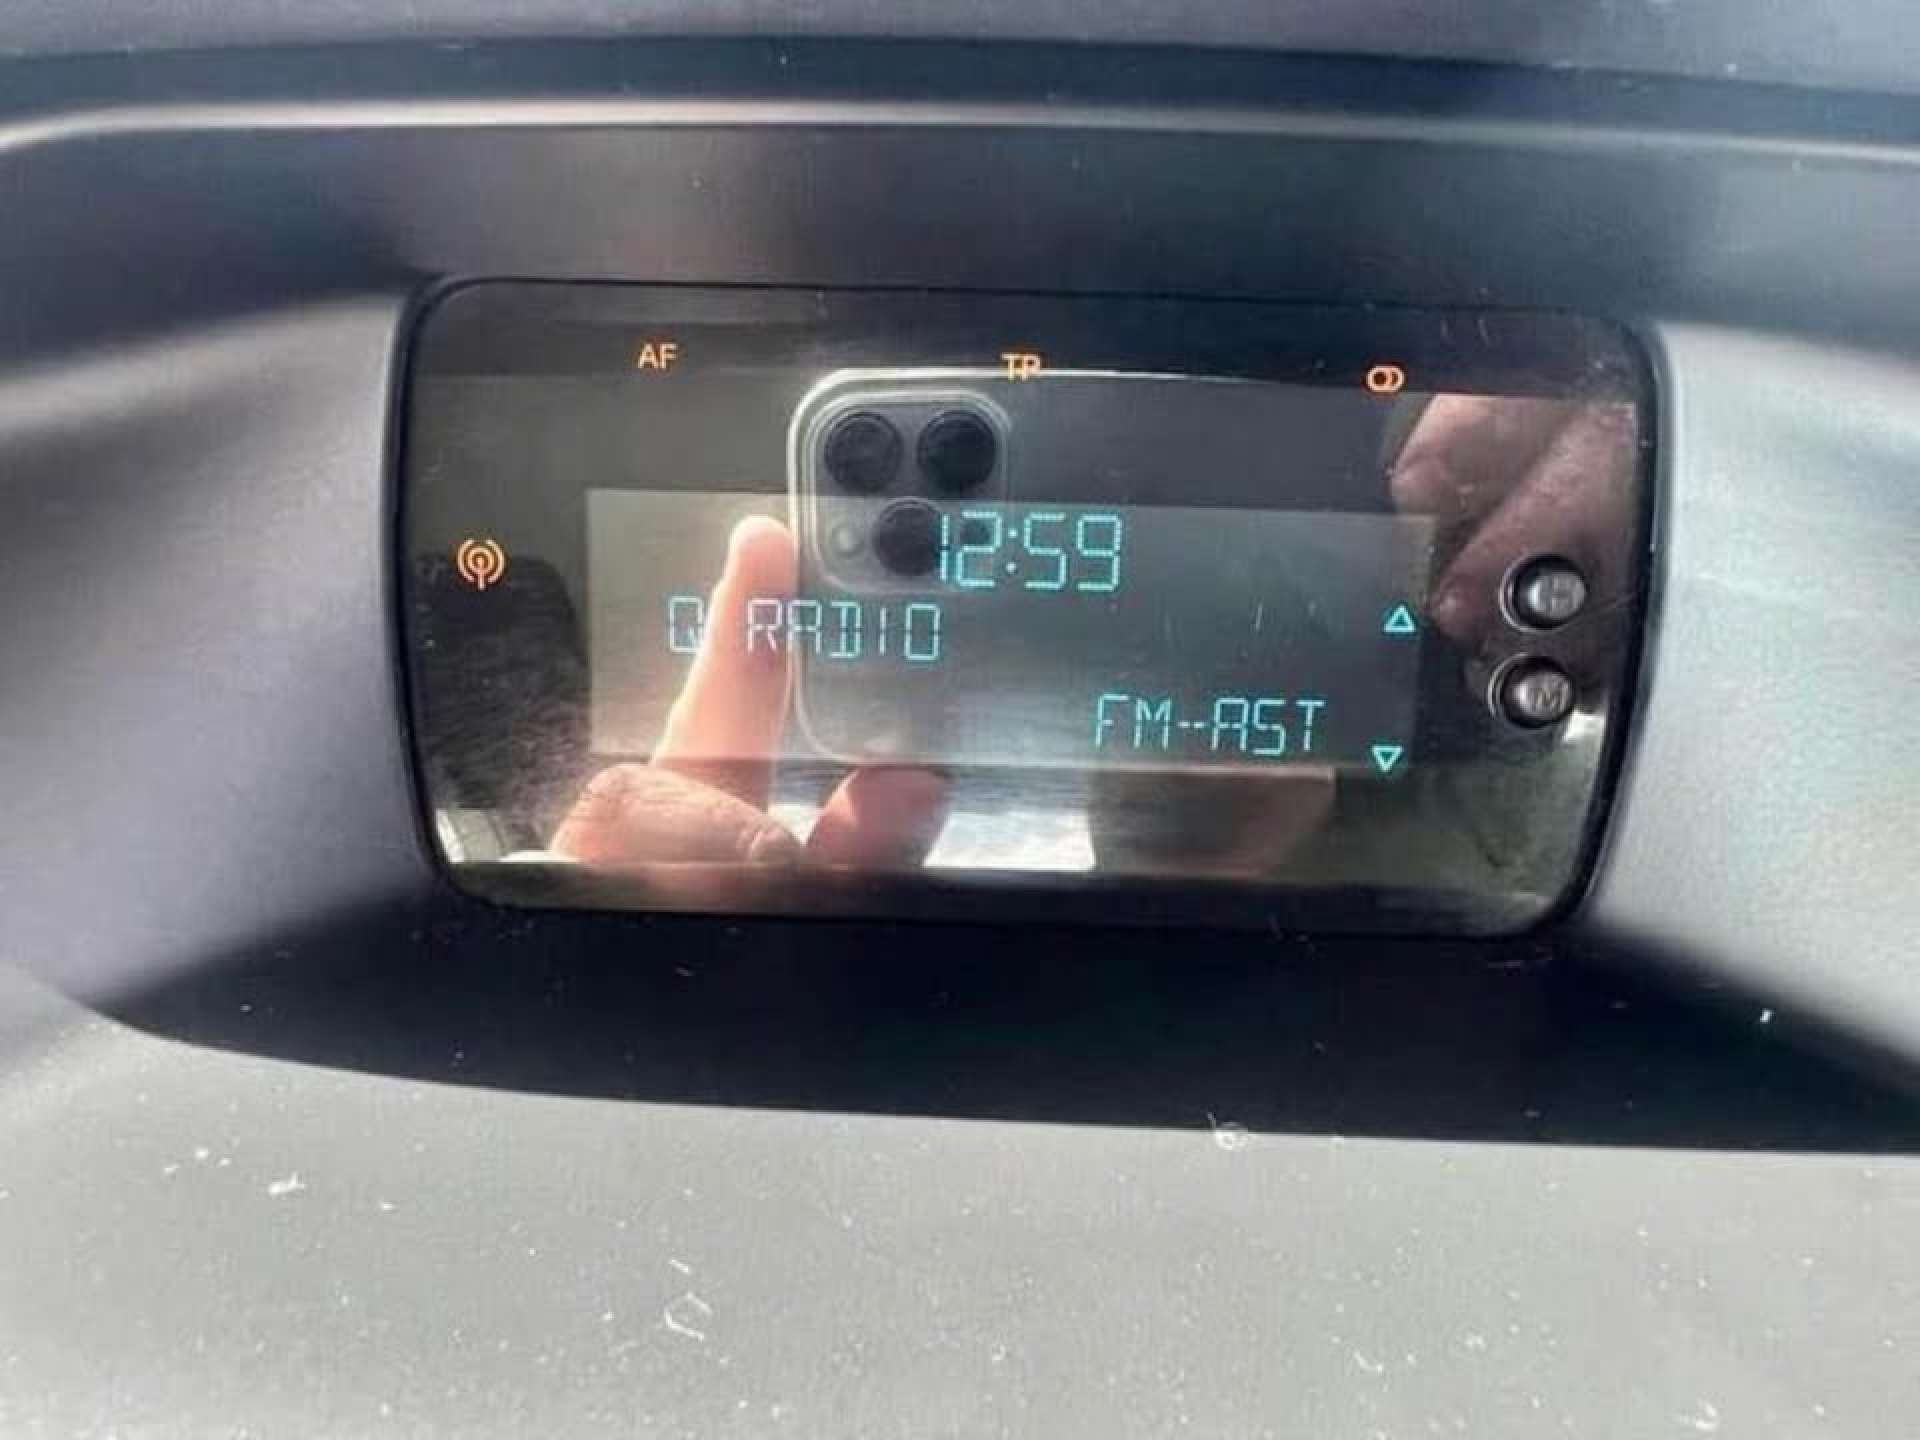 AF TP
12:59
Q RADIO
FM-AST
H
M